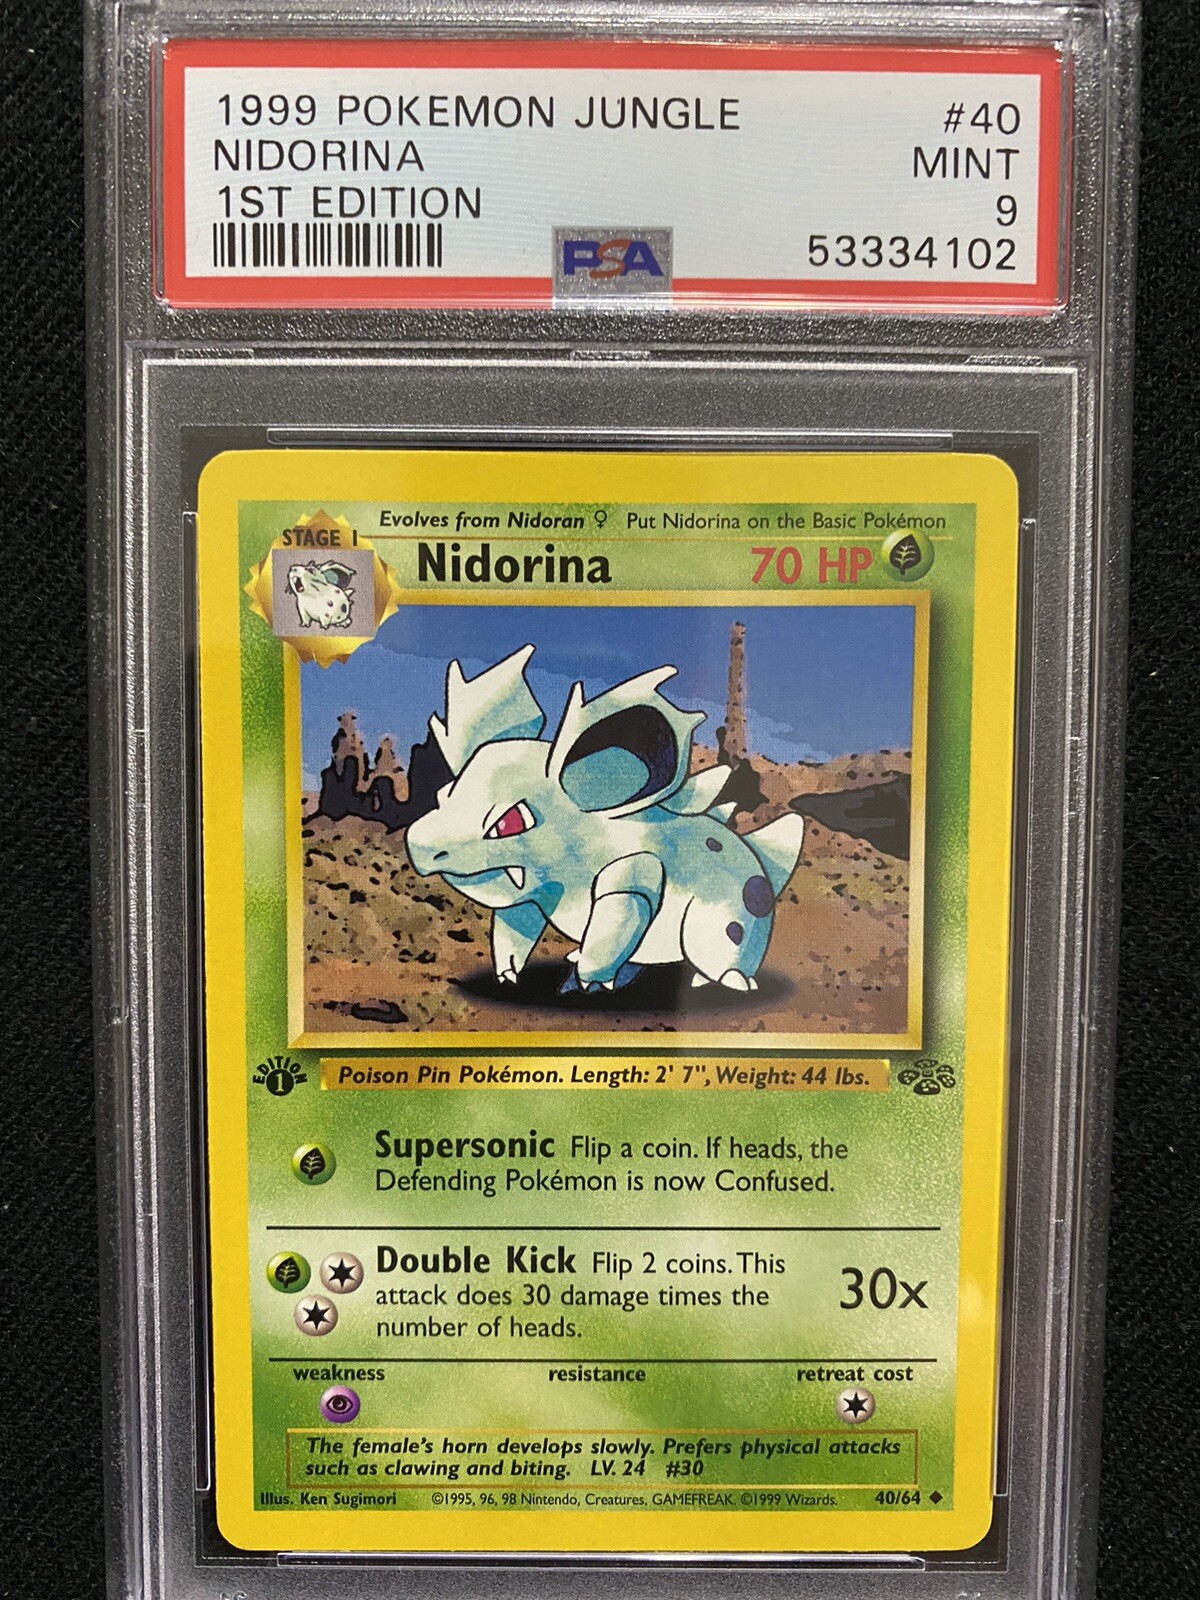 1999 POKEMON JUNGLE #40
NIDORINA MINT
1ST EDITION 9
PSA 53334102
Evolves from Nidoran ♀ Put Nidorina on the Basic Pokémon
STAGE 1
Nidorina 70 HP
EDITION
1
Poison Pin Pokémon. Length: 2' 7", Weight: 44 lbs.
Supersonic Flip a coin. If heads, the
Defending Pokémon is now Confused.
Double Kick Flip 2 coins. This
attack does 30 damage times the
number of heads.
30x
weakness resistance retreat cost
The female's horn develops slowly. Prefers physical attacks
such as clawing and biting. LV. 24 #30
Illus. Ken Sugimori ©1995, 96, 98 Nintendo, Creatures, GAMEFREAK. ©1999 Wizards. 40/64